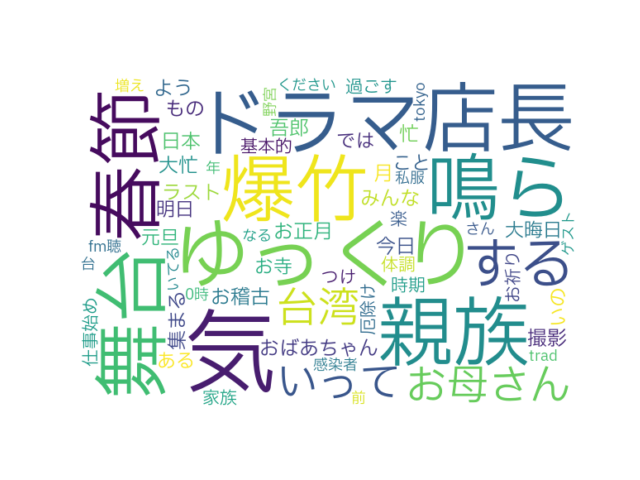 増え
よう
もの
ください
過ごす
tokyo
野宮
吾郎
では
忙
ドラマ
店長
春節
日本
基本的
大忙
年
爆竹
月
こと
私服
鳴ら
ラスト
みんな
明日
楽
さん
大晦日
ゲスト
元旦
なる
お正月
今日
fm聴
台
いてる
ゆっくり
する
お寺
体調
お祈り
0時
お稽古
つけ
時期
いの
舞台
集まる
台湾
厄除け
親族
仕事始め
気
おばあちゃん
撮影
ある
感染者
trad
いって
お母さん
家族
前